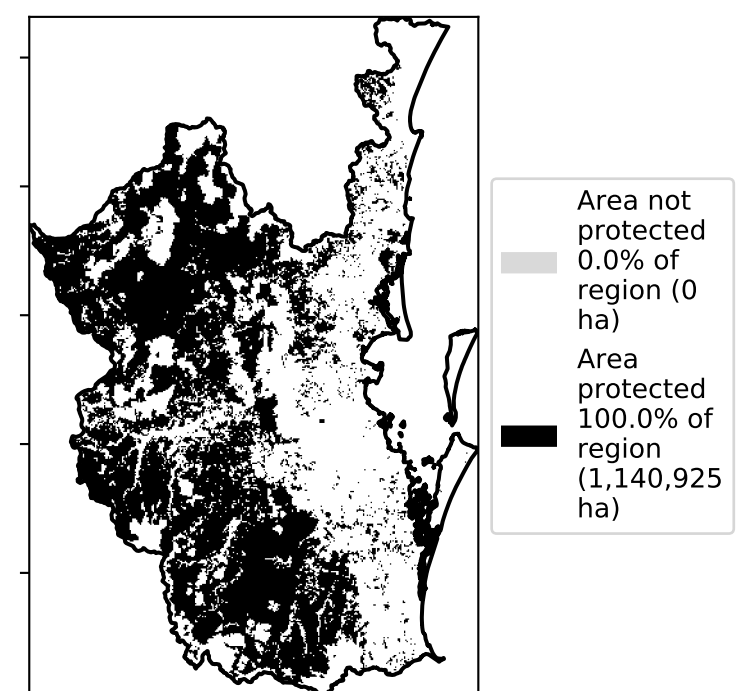 Area not
protected
0.0% of
region (0
ha)
Area
protected
100.0% of
region
(1,140,925
ha)